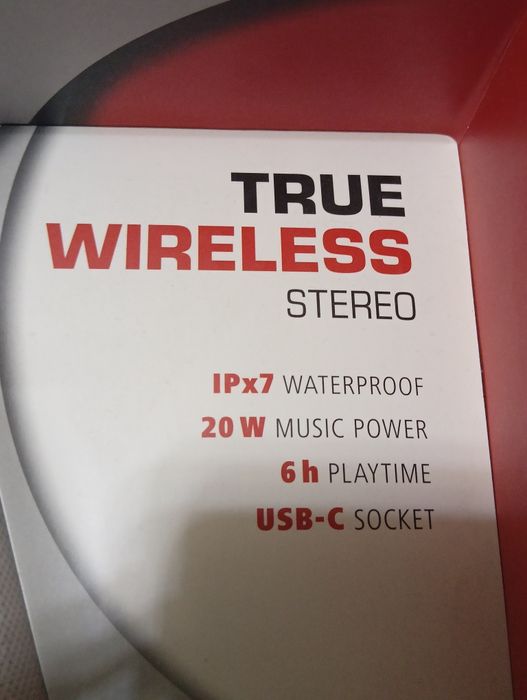 TRUE
WIRELESS
STEREO
IPx7 WATERPROOF
20 W MUSIC POWER
6 h PLAYTIME
USB-C SOCKET